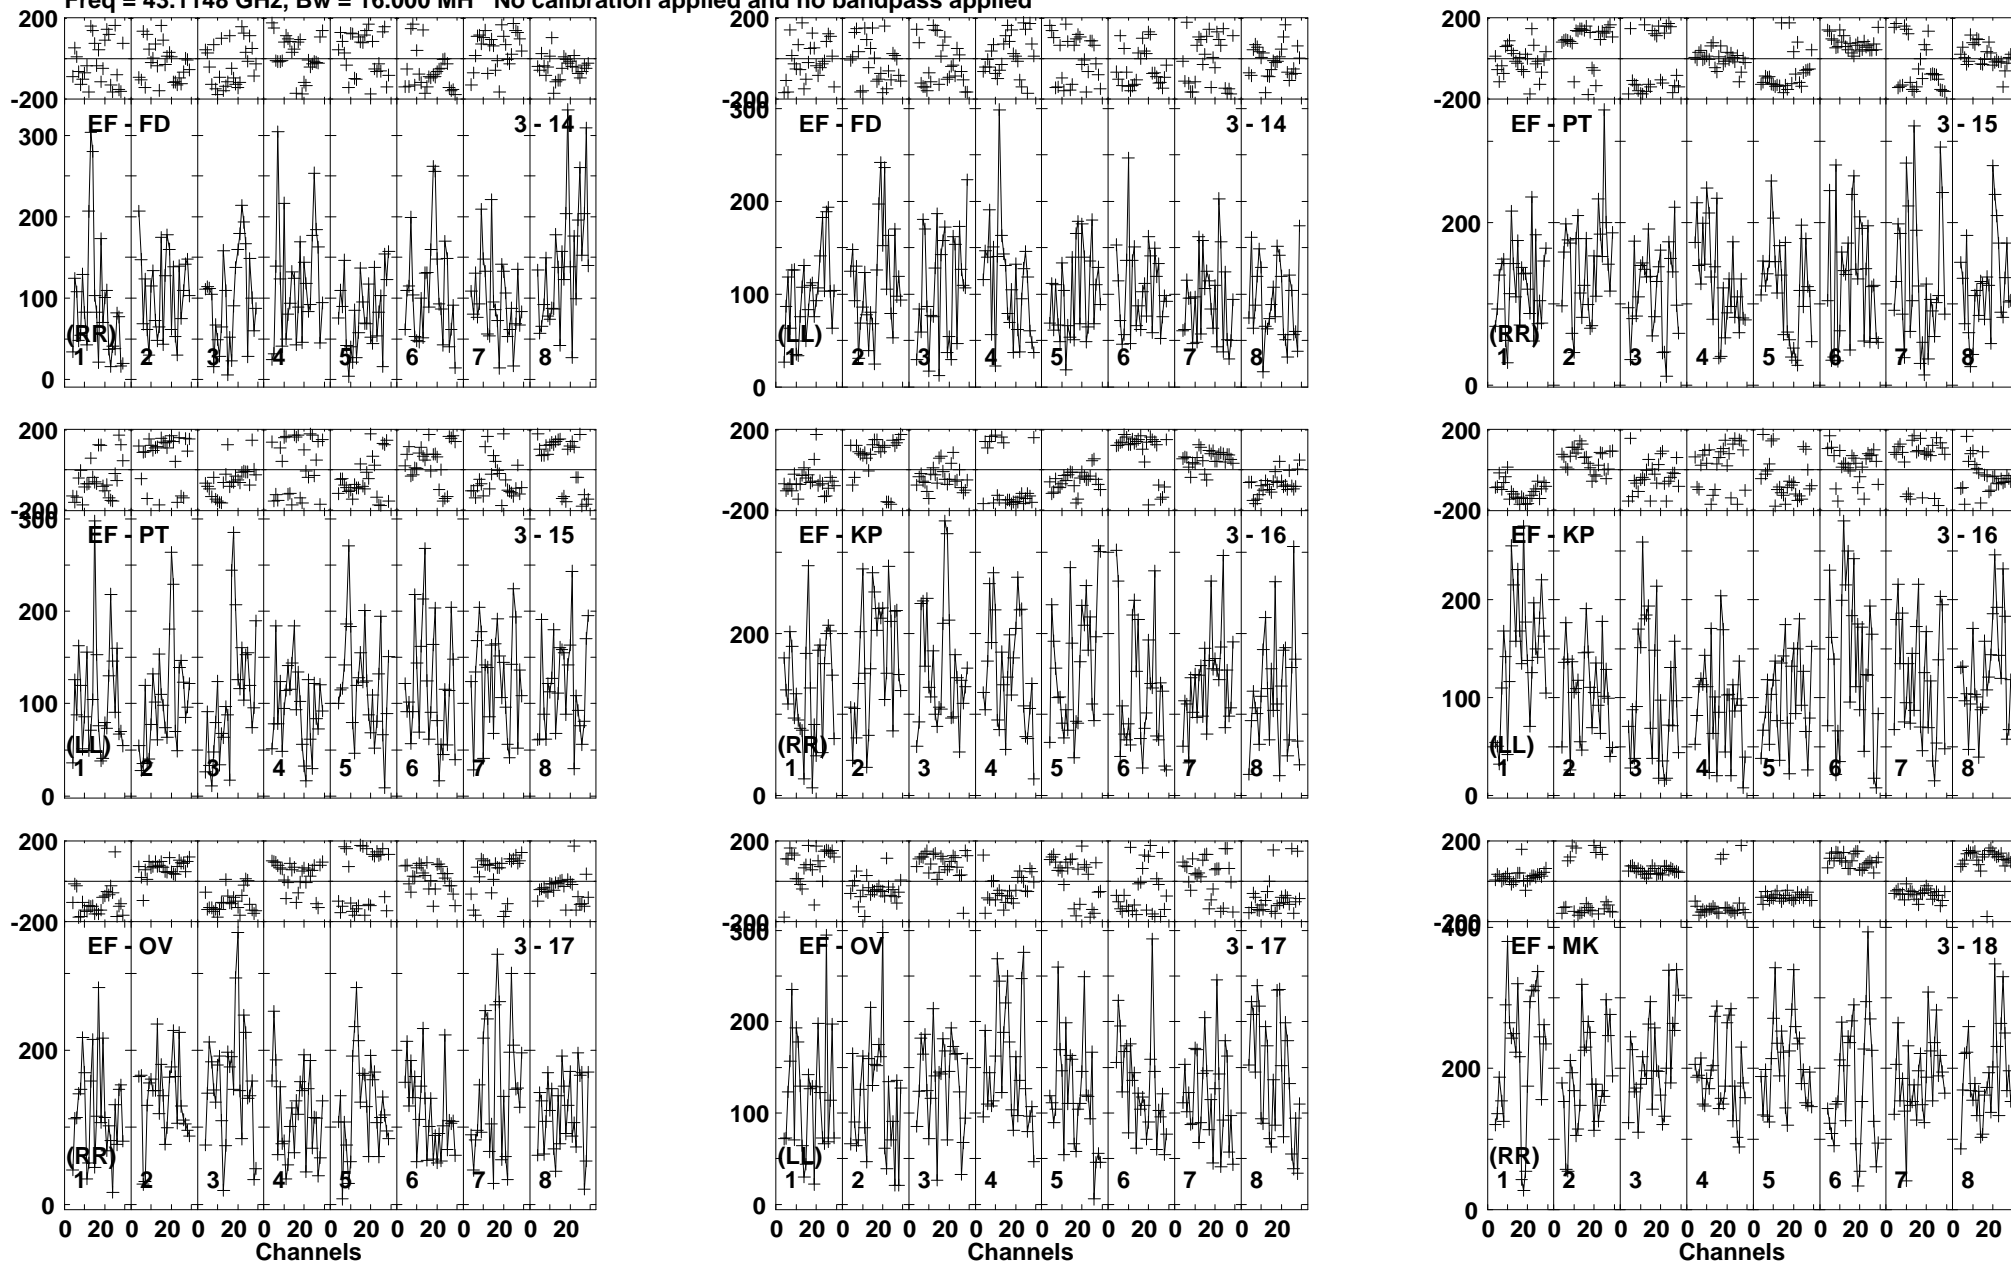 Freq = 43.1148 GHz, Bw = 16.000 MH No calibration applied and no bandpass applied
200 200 200
-200 -200 -200
300
EF - FD 3 - 14 EF - FD 3 - 14 EF - PT 3 - 15
300
200 200 200
100 100
(RR) (LL) (RR)
1 2 3 4 5 6 7 8 1 2 3 4 5 6 7 8 1 2 3 4 5 6 7 8
0 0 0
200 200 200
-200 -200 -200
300
EF - PT 3 - 15 EF - KP 3 - 16 EF - KP 3 - 16
200 200 200
100 100
(LL) (RR) (LL)
1 2 3 4 5 6 7 8 1 2 3 4 5 6 7 8 1 2 3 4 5 6 7 8
0 0 0
200 200 200
-200 -200 -200
300 400
EF - OV 3 - 17 EF - OV 3 - 17 EF - MK 3 - 18
200 200 200
100
(RR) (LL) (RR)
1 2 3 4 5 6 7 8 1 2 3 4 5 6 7 8 1 2 3 4 5 6 7 8
0 0 0
0 20 0 20 0 20 0 20 0 20 0 20 0 20 0 20 0 20 0 20 0 20 0 20 0 20 0 20 0 20 0 20 0 20 0 20 0 20 0 20 0 20 0 20 0 20 0 20
Channels Channels Channels